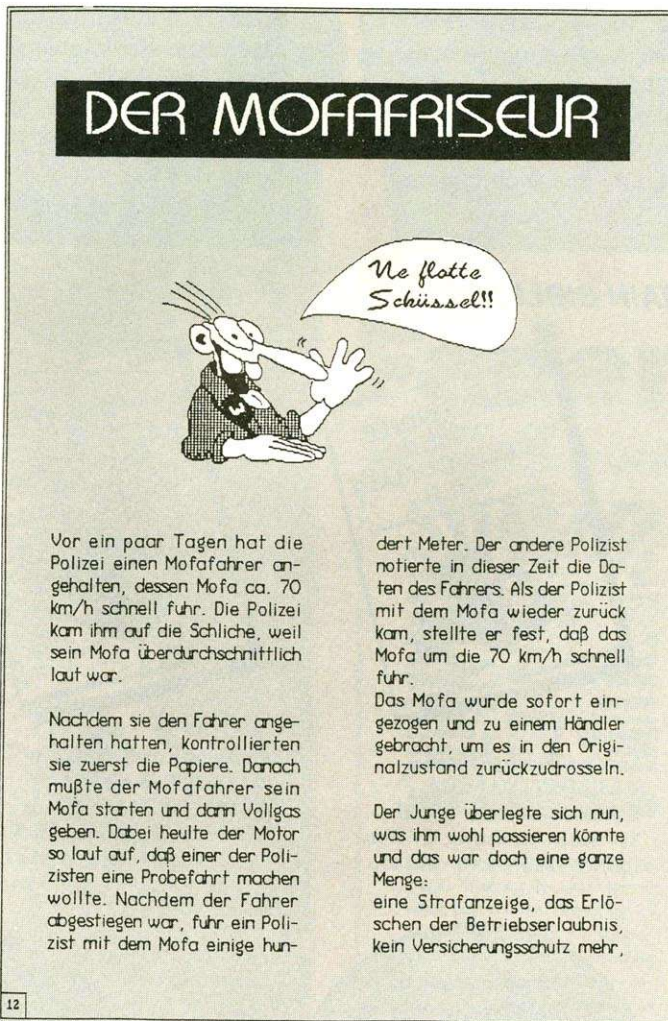 DER MOFAFRISEUR
Ne flotte
Schüssel!!
Vor ein paar Tagen hat die
Polizei einen Mofafahrer an-
gehalten, dessen Mofa ca. 70
km/h schnell fuhr. Die Polizei
kam ihm auf die Schliche, weil
sein Mofa überdurchschnittlich
laut war.
Nachdem sie den Fahrer ange-
halten hatten, kontrollierten
sie zuerst die Papiere. Danach
mußte der Mofafahrer sein
Mofa starten und dann Vollgas
geben. Dabei heulte der Motor
so laut auf, daß einer der Poli-
zisten eine Probefahrt machen
wollte. Nachdem der Fahrer
abgestiegen war, fuhr ein Poli-
zist mit dem Mofa einige hun-
dert Meter. Der andere Polizist
notierte in dieser Zeit die Da-
ten des Fahrers. Als der Polizist
mit dem Mofa wieder zurück
kam, stellte er fest, daß das
Mofa um die 70 km/h schnell
fuhr.
Das Mofa wurde sofort ein-
gezogen und zu einem Händler
gebracht, um es in den Origi-
nalzustand zurückzudrosseln.
Der Junge überlegte sich nun,
was ihm wohl passieren könnte
und das war doch eine ganze
Menge:
eine Strafanzeige, das Erlö-
schen der Betriebserlaubnis,
kein Versicherungsschutz mehr,
12